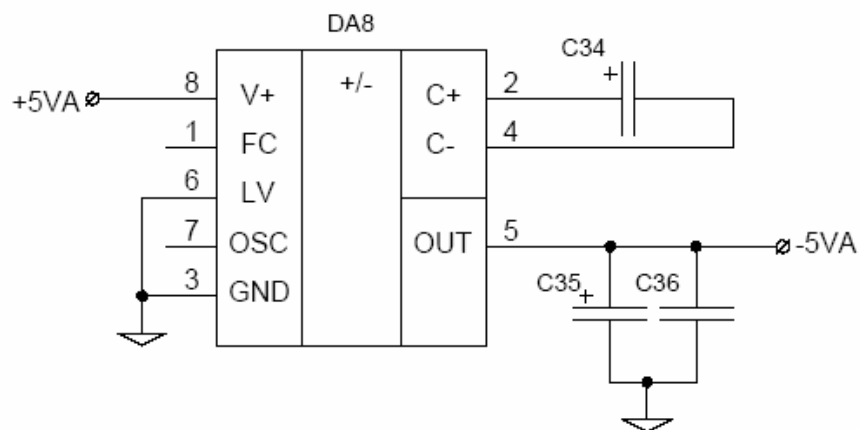 DA8
C34
+5VA 8 V+ +/- C+ 2 +
1 FC C- 4
6 LV
7 OSC OUT 5 -5VA
3 GND C35 + C36